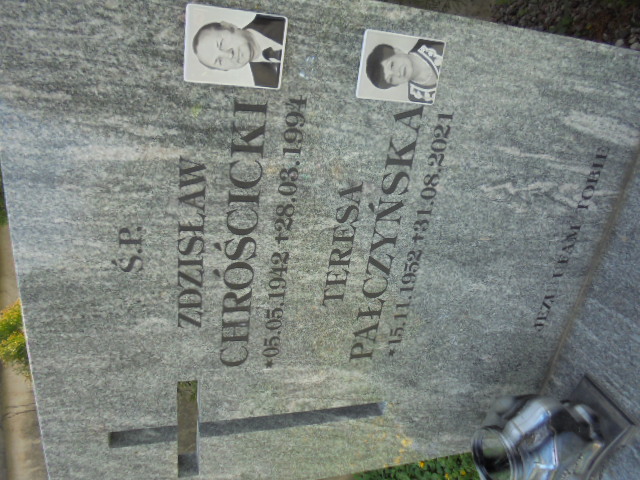 Ś.P.
ZDZISŁAW
CHRÓŚCICKI
*05.05.1942 †28.03.1994
TERESA
PAŁCZYŃSKA
*15.11.1952 †31.08.2021
JEZU UFAM TOBIE